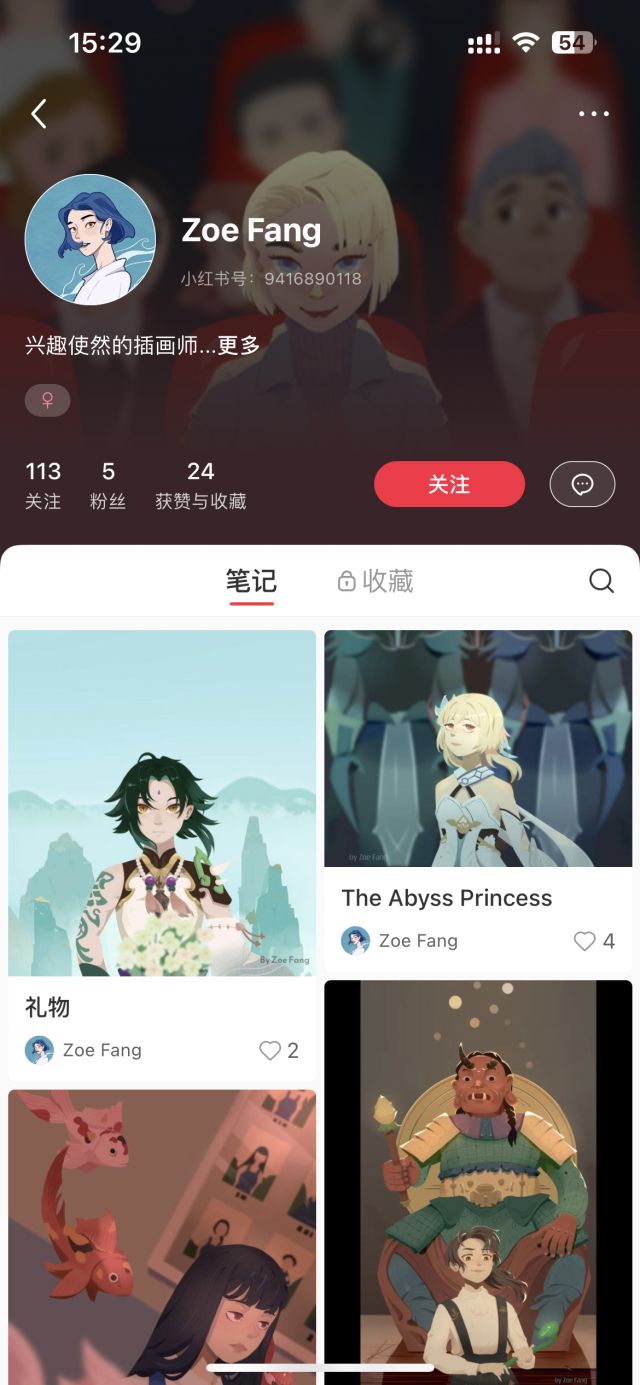 15:29
54
Zoe Fang
小红书号：9416890118
兴趣使然的插画师...更多
113
5
24
关注
粉丝
获赞与收藏
关注
笔记
收藏
By Zoe Fang
礼物
Zoe Fang
2
by Zoe Fang
The Abyss Princess
Zoe Fang
4
by Zoe Fang